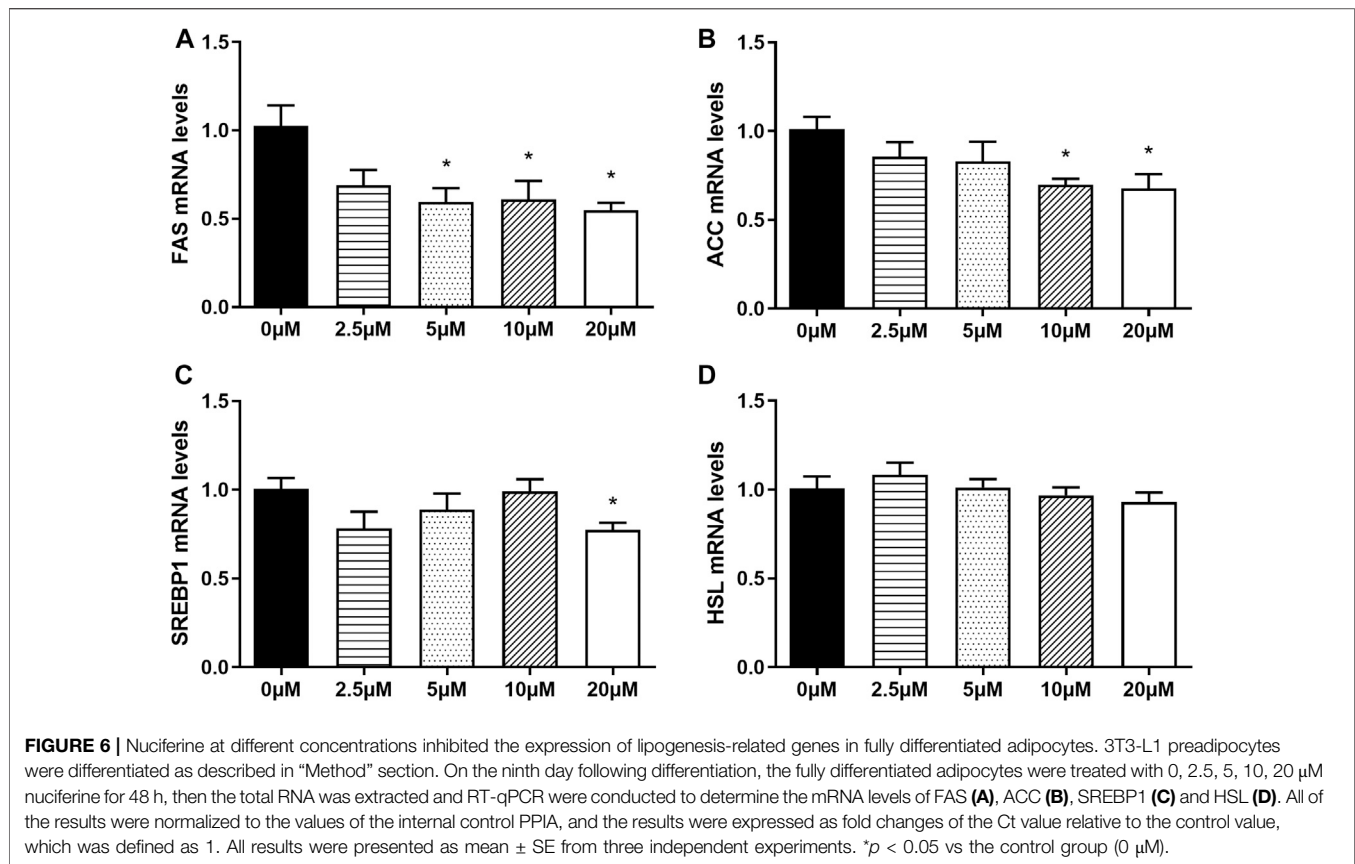 A
FAS mRNA levels
1.5
1.0
0.5
0.0
*
*
*
0μM 2.5μM 5μM 10μM 20μM
B
ACC mRNA levels
1.5
1.0
0.5
0.0
*
*
0μM 2.5μM 5μM 10μM 20μM
C
SREBP1 mRNA levels
1.5
1.0
0.5
0.0
*
0μM 2.5μM 5μM 10μM 20μM
D
HSL mRNA levels
1.5
1.0
0.5
0.0
0μM 2.5μM 5μM 10μM 20μM
FIGURE 6 | Nuciferine at different concentrations inhibited the expression of lipogenesis-related genes in fully differentiated adipocytes. 3T3-L1 preadipocytes
were differentiated as described in “Method” section. On the ninth day following differentiation, the fully differentiated adipocytes were treated with 0, 2.5, 5, 10, 20 μM
nuciferine for 48 h, then the total RNA was extracted and RT-qPCR were conducted to determine the mRNA levels of FAS (A), ACC (B), SREBP1 (C) and HSL (D). All of
the results were normalized to the values of the internal control PPIA, and the results were expressed as fold changes of the Ct value relative to the control value,
which was defined as 1. All results were presented as mean ± SE from three independent experiments. *p < 0.05 vs the control group (0 μM).